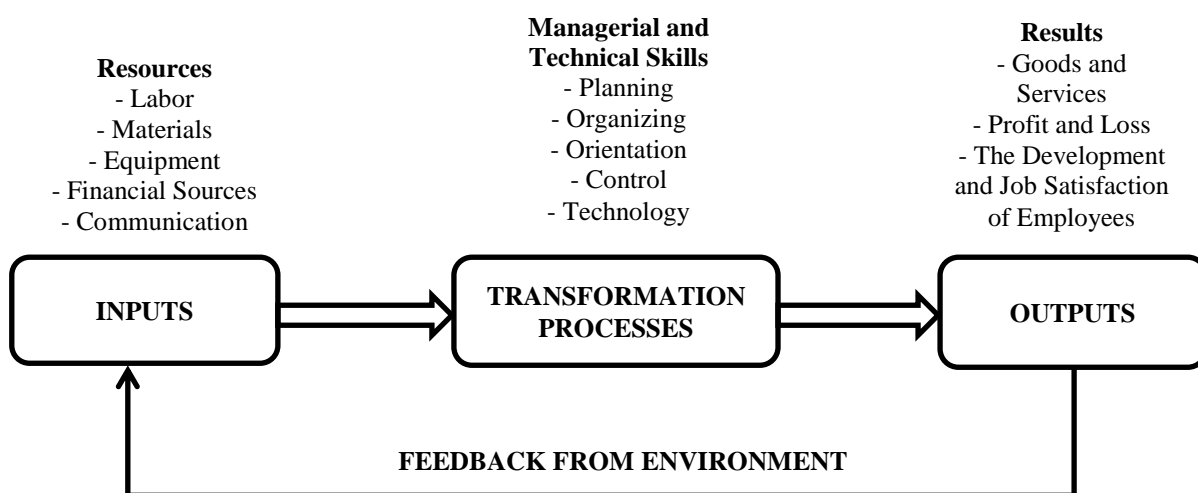 Resources
- Labor
- Materials
- Equipment
- Financial Sources
- Communication
Managerial and
Technical Skills
- Planning
- Organizing
- Orientation
- Control
- Technology
Results
- Goods and
Services
- Profit and Loss
- The Development
and Job Satisfaction
of Employees
INPUTS
TRANSFORMATION
PROCESSES
OUTPUTS
FEEDBACK FROM ENVIRONMENT